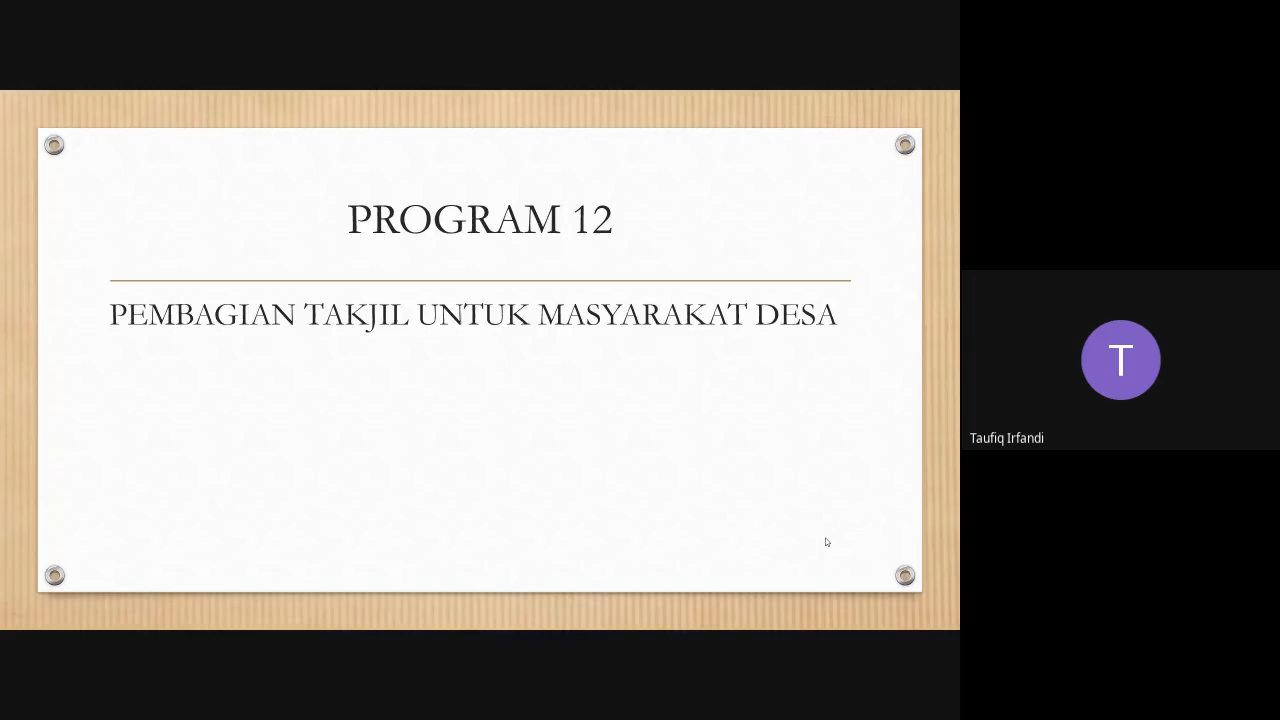 PROGRAM 12
PEMBAGIAN TAKJIL UNTUK MASYARAKAT DESA
T
Taufiq Irfandi